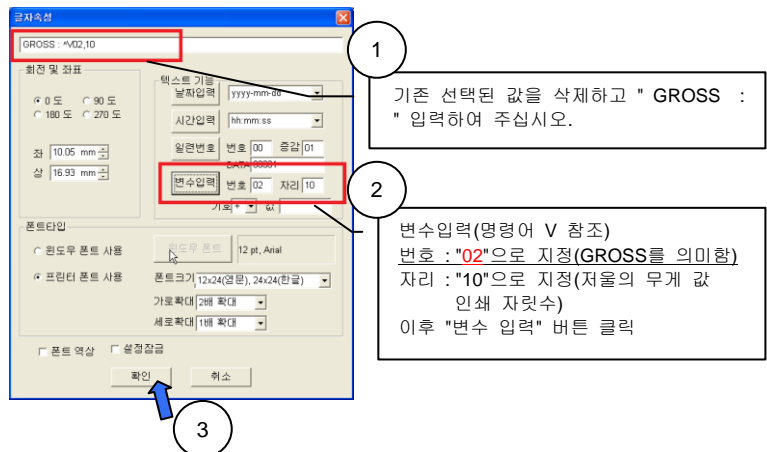 글자속성
GROSS : ^V02,10
회전 및 좌표
0 도 90 도
180 도 270 도
좌 10.05 mm
상 16.93 mm
텍스트 기능
날짜입력 yyyy-mm-dd
시간입력 hh:mm:ss
일련번호 번호 00 증감 01
DATA 00001
변수입력 번호 02 자리 10
기호 + 값
폰트타입
윈도우 폰트 사용 윈도우 폰트 12 pt, Arial
프린터 폰트 사용 폰트크기 12x24(영문), 24x24(한글)
가로확대 2배 확대
세로확대 1배 확대
폰트 역상 설정잠금
확인 취소
1
기존 선택된 값을 삭제하고 " GROSS :
" 입력하여 주십시오.
2
변수입력(명령어 V 참조)
번호 : "02"으로 지정(GROSS를 의미함)
자리 : "10"으로 지정(저울의 무게 값
인쇄 자릿수)
이후 "변수 입력" 버튼 클릭
3